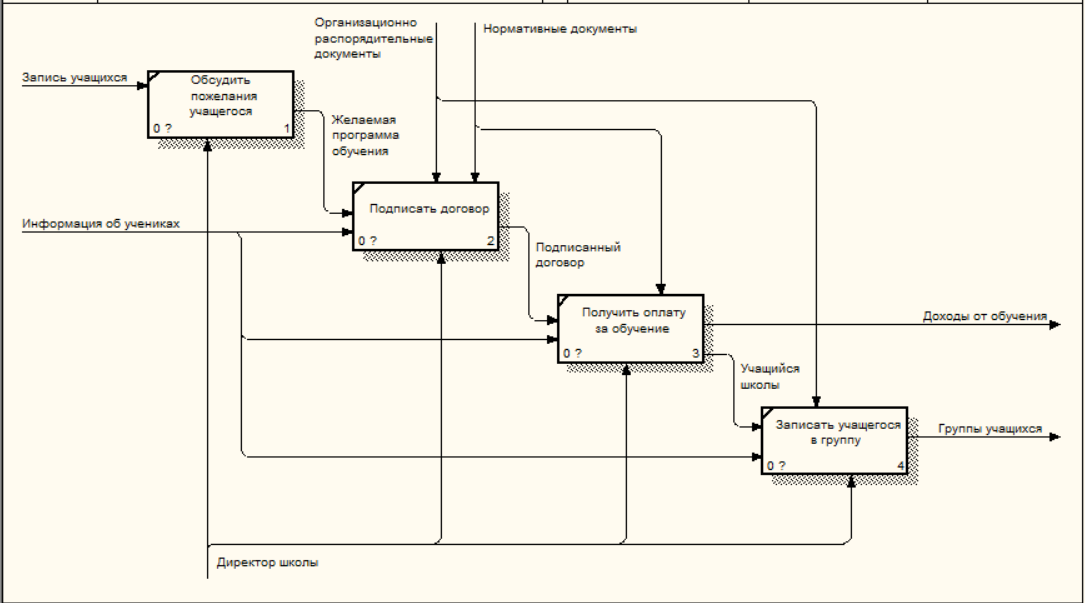 Организационно
распорядительные
документы
Нормативные документы
Запись учащихся
Обсудить
пожелания
учащегося
0 ?
1
Желаемая
программа
обучения
Информация об учениках
Подписать договор
0 ?
2
Подписанный
договор
Получить оплату
за обучение
0 ?
3
Доходы от обучения
Учащийся
школы
Записать учащегося
в группу
0 ?
4
Группы учащихся
Директор школы